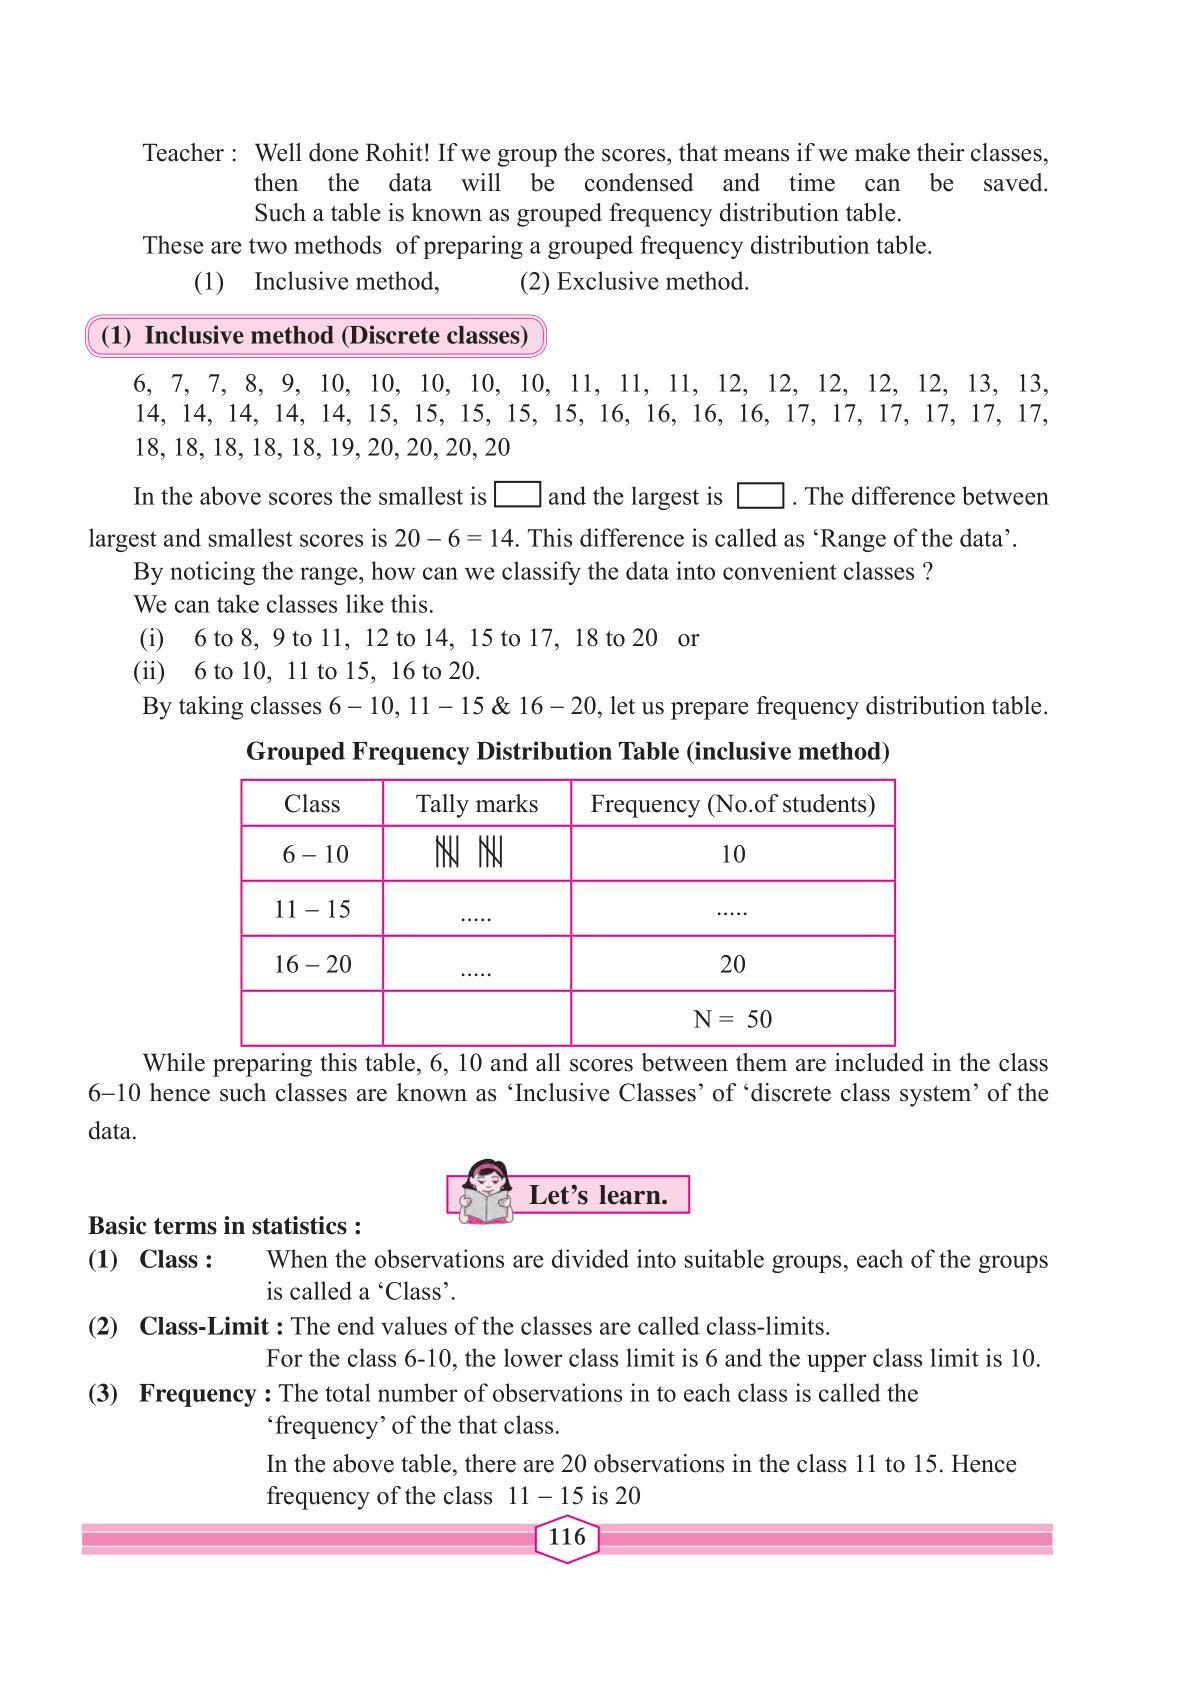 Teacher : Well done Rohit! If we group the scores, that means if we make their classes,
then the data will be condensed and time can be saved.
Such a table is known as grouped frequency distribution table.
These are two methods of preparing a grouped frequency distribution table.
(1) Inclusive method, (2) Exclusive method.
(1) Inclusive method (Discrete classes)
6, 7, 7, 8, 9, 10, 10, 10, 10, 10, 11, 11, 11, 12, 12, 12, 12, 12, 13, 13,
14, 14, 14, 14, 14, 15, 15, 15, 15, 15, 16, 16, 16, 16, 17, 17, 17, 17, 17, 17,
18, 18, 18, 18, 18, 19, 20, 20, 20, 20
In the above scores the smallest is and the largest is . The difference between
largest and smallest scores is 20 – 6 = 14. This difference is called as ‘Range of the data’.
By noticing the range, how can we classify the data into convenient classes ?
We can take classes like this.
(i) 6 to 8, 9 to 11, 12 to 14, 15 to 17, 18 to 20 or
(ii) 6 to 10, 11 to 15, 16 to 20.
By taking classes 6 – 10, 11 – 15 & 16 – 20, let us prepare frequency distribution table.
Grouped Frequency Distribution Table (inclusive method)
Class Tally marks Frequency (No.of students)
6 – 10 10
11 – 15 ..... .....
16 – 20 ..... 20
N = 50
While preparing this table, 6, 10 and all scores between them are included in the class
6–10 hence such classes are known as ‘Inclusive Classes’ of ‘discrete class system’ of the
data.
Let’s learn.
Basic terms in statistics :
(1) Class : When the observations are divided into suitable groups, each of the groups
is called a ‘Class’.
(2) Class-Limit : The end values of the classes are called class-limits.
For the class 6-10, the lower class limit is 6 and the upper class limit is 10.
(3) Frequency : The total number of observations in to each class is called the
‘frequency’ of the that class.
In the above table, there are 20 observations in the class 11 to 15. Hence
frequency of the class 11 – 15 is 20
116